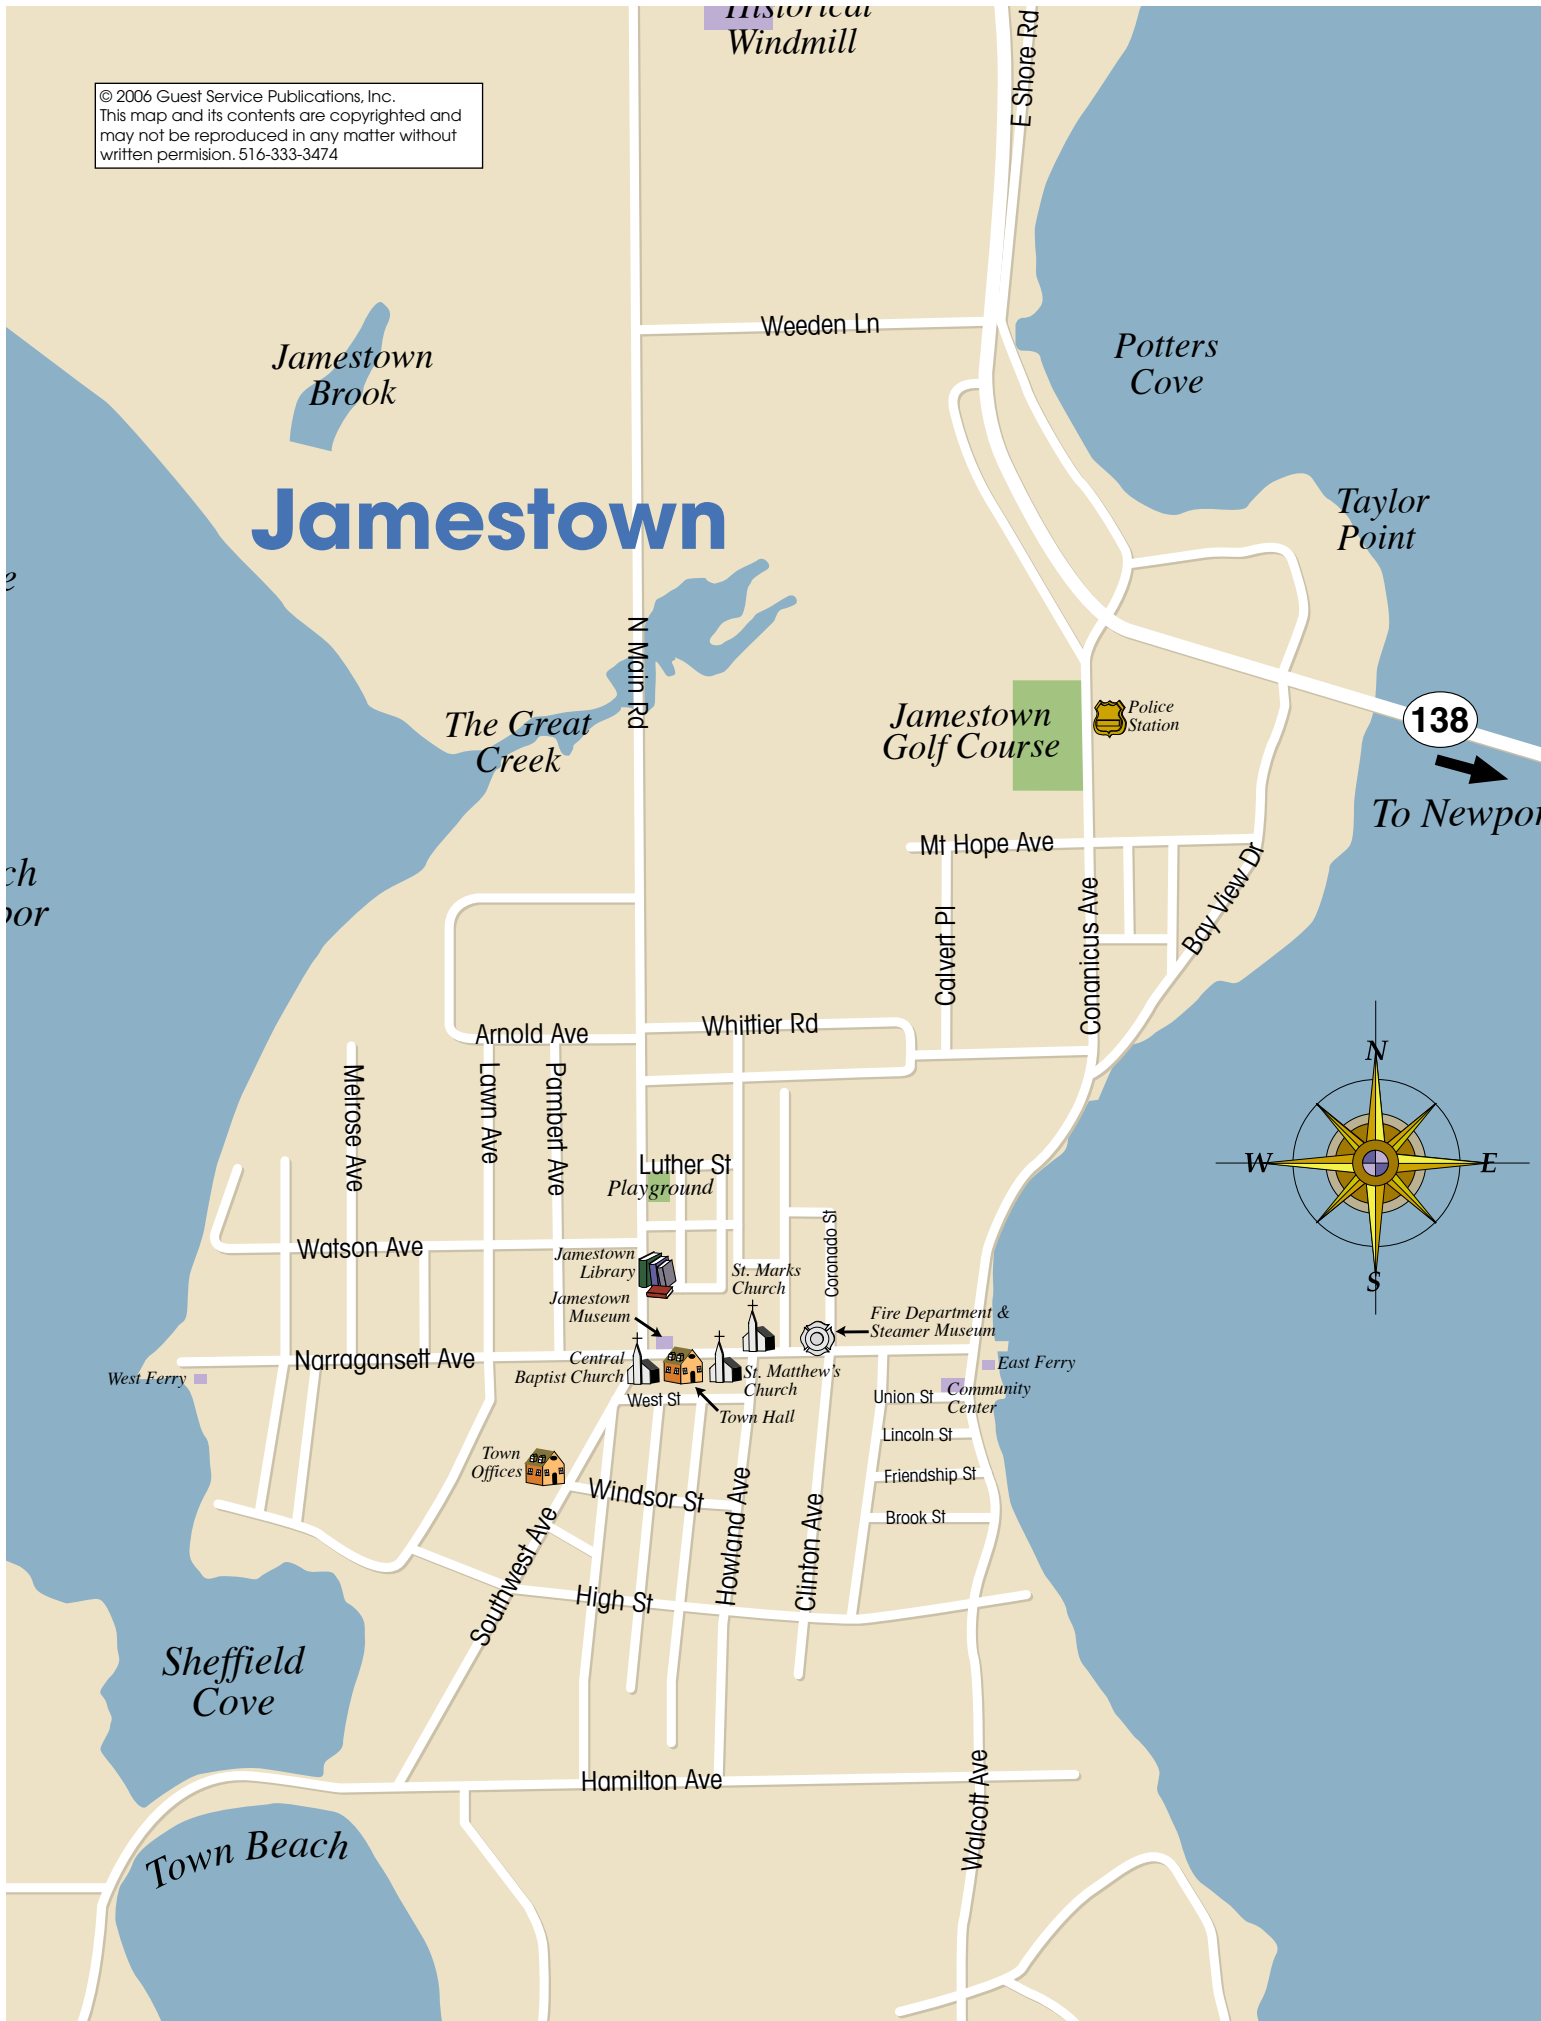 Historical
Windmill
E Shore Rd
© 2006 Guest Service Publications, Inc.
This map and its contents are copyrighted and
may not be reproduced in any matter without
written permision. 516-333-3474
Weeden Ln
Jamestown
Brook
Potters
Cove
Jamestown
Taylor
Point
N Main Rd
The Great
Creek
Jamestown
Golf Course
Police
Station
138
To Newpor
Mt Hope Ave
Calvert Pl
Conanicus Ave
Bay View Dr
Arnold Ave
Whittier Rd
Melrose Ave
Lawn Ave
Pambert Ave
N
W
E
S
Luther St
Playground
Watson Ave
Jamestown
Library
Coronado St
St. Marks
Church
Jamestown
Museum
Fire Department &
Steamer Museum
Narragansett Ave
Central
Baptist Church
West Ferry
St. Matthew's
Church
East Ferry
Community
Center
West St
Town Hall
Union St
Lincoln St
Friendship St
Brook St
Town
Offices
Windsor St
Southwest Ave
Howland Ave
Clinton Ave
High St
Sheffield
Cove
Hamilton Ave
Walcott Ave
Town Beach